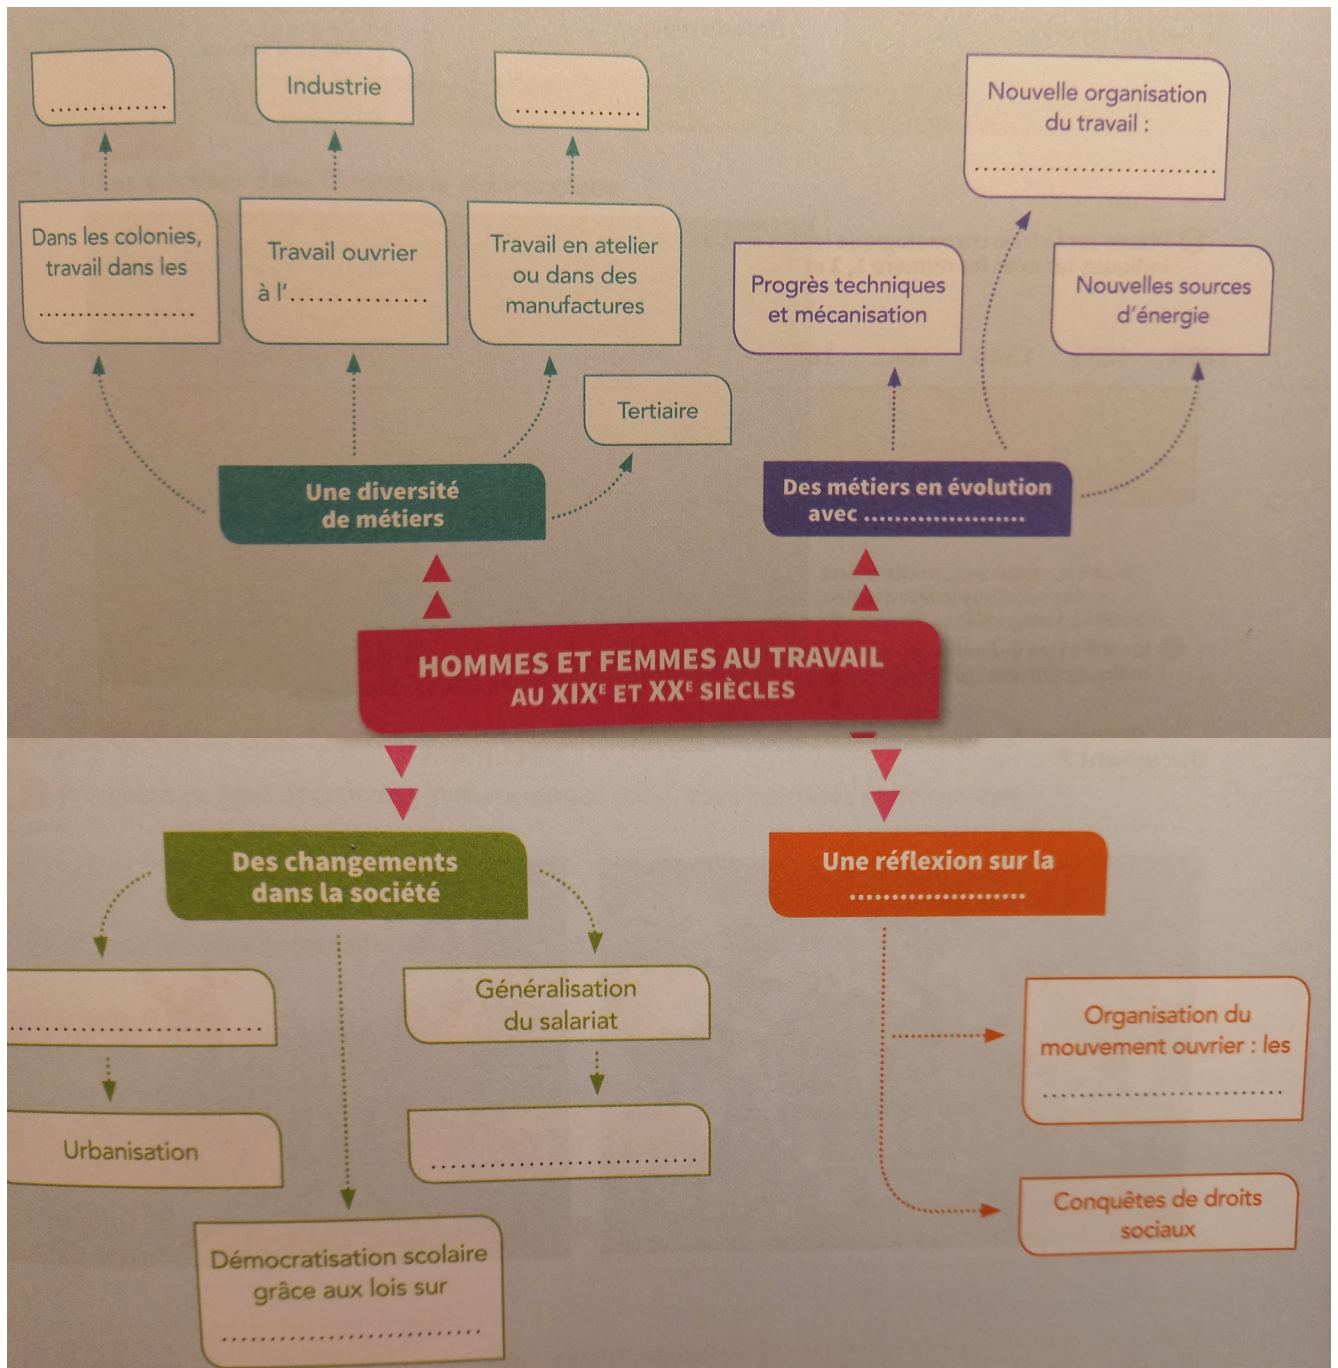 ....................
Industrie
....................
Nouvelle organisation
du travail :
....................
Dans les colonies,
travail dans les
....................
Travail ouvrier
à l'....................
Travail en atelier
ou dans des
manufactures
Progrès techniques
et mécanisation
Nouvelles sources
d'énergie
Tertiaire
Une diversité
de métiers
Des métiers en évolution
avec ....................
HOMMES ET FEMMES AU TRAVAIL
AU XIXE ET XXE SIÈCLES
Des changements
dans la société
Une réflexion sur la
....................
....................
Généralisation
du salariat
Organisation du
mouvement ouvrier : les
....................
Urbanisation
....................
Conquêtes de droits
sociaux
Démocratisation scolaire
grâce aux lois sur
....................